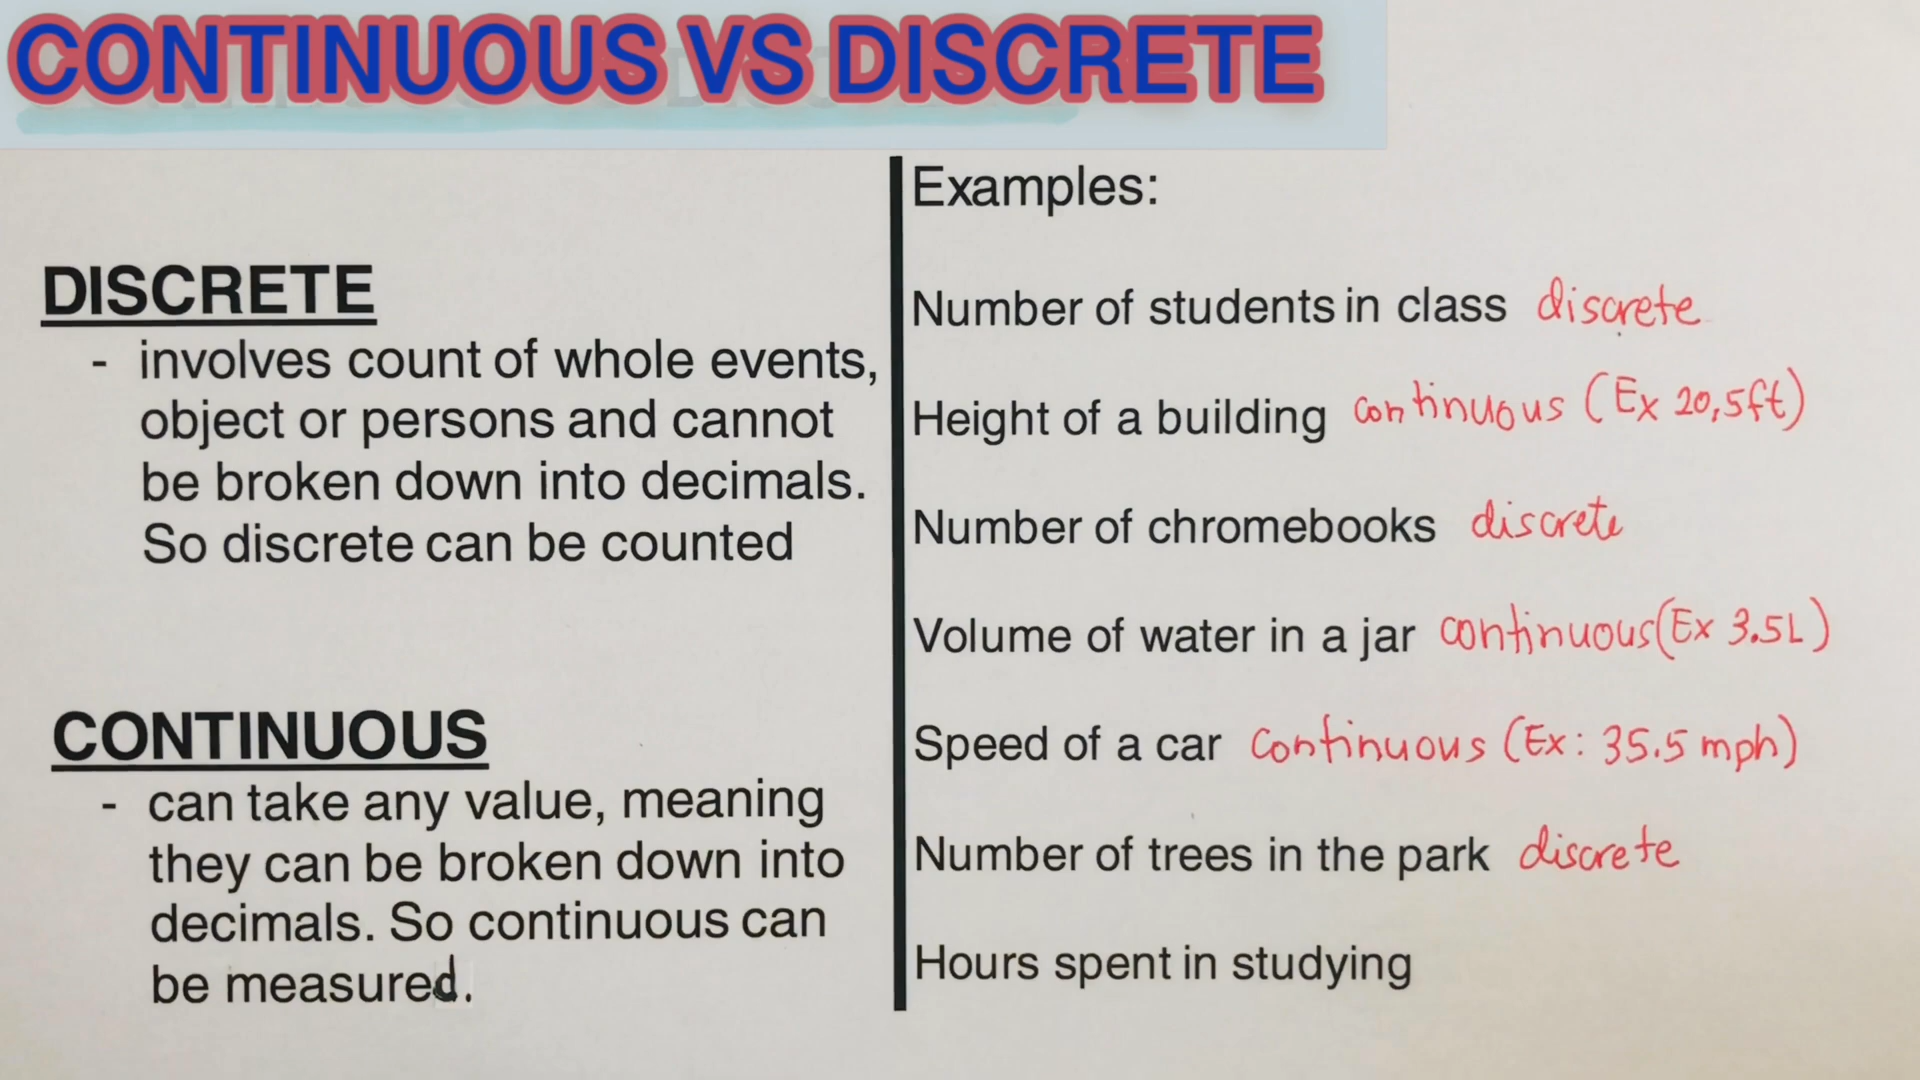 CONTINUOUS VS DISCRETE
DISCRETE
- involves count of whole events,
object or persons and cannot
be broken down into decimals.
So discrete can be counted
CONTINUOUS
- can take any value, meaning
they can be broken down into
decimals. So continuous can
be measured.
Examples:
Number of students in class discrete
Height of a building continuous (Ex 20,5ft)
Number of chromebooks discrete
Volume of water in a jar continuous (Ex 3.5L)
Speed of a car continuous (Ex: 35.5 mph)
Number of trees in the park discrete
Hours spent in studying